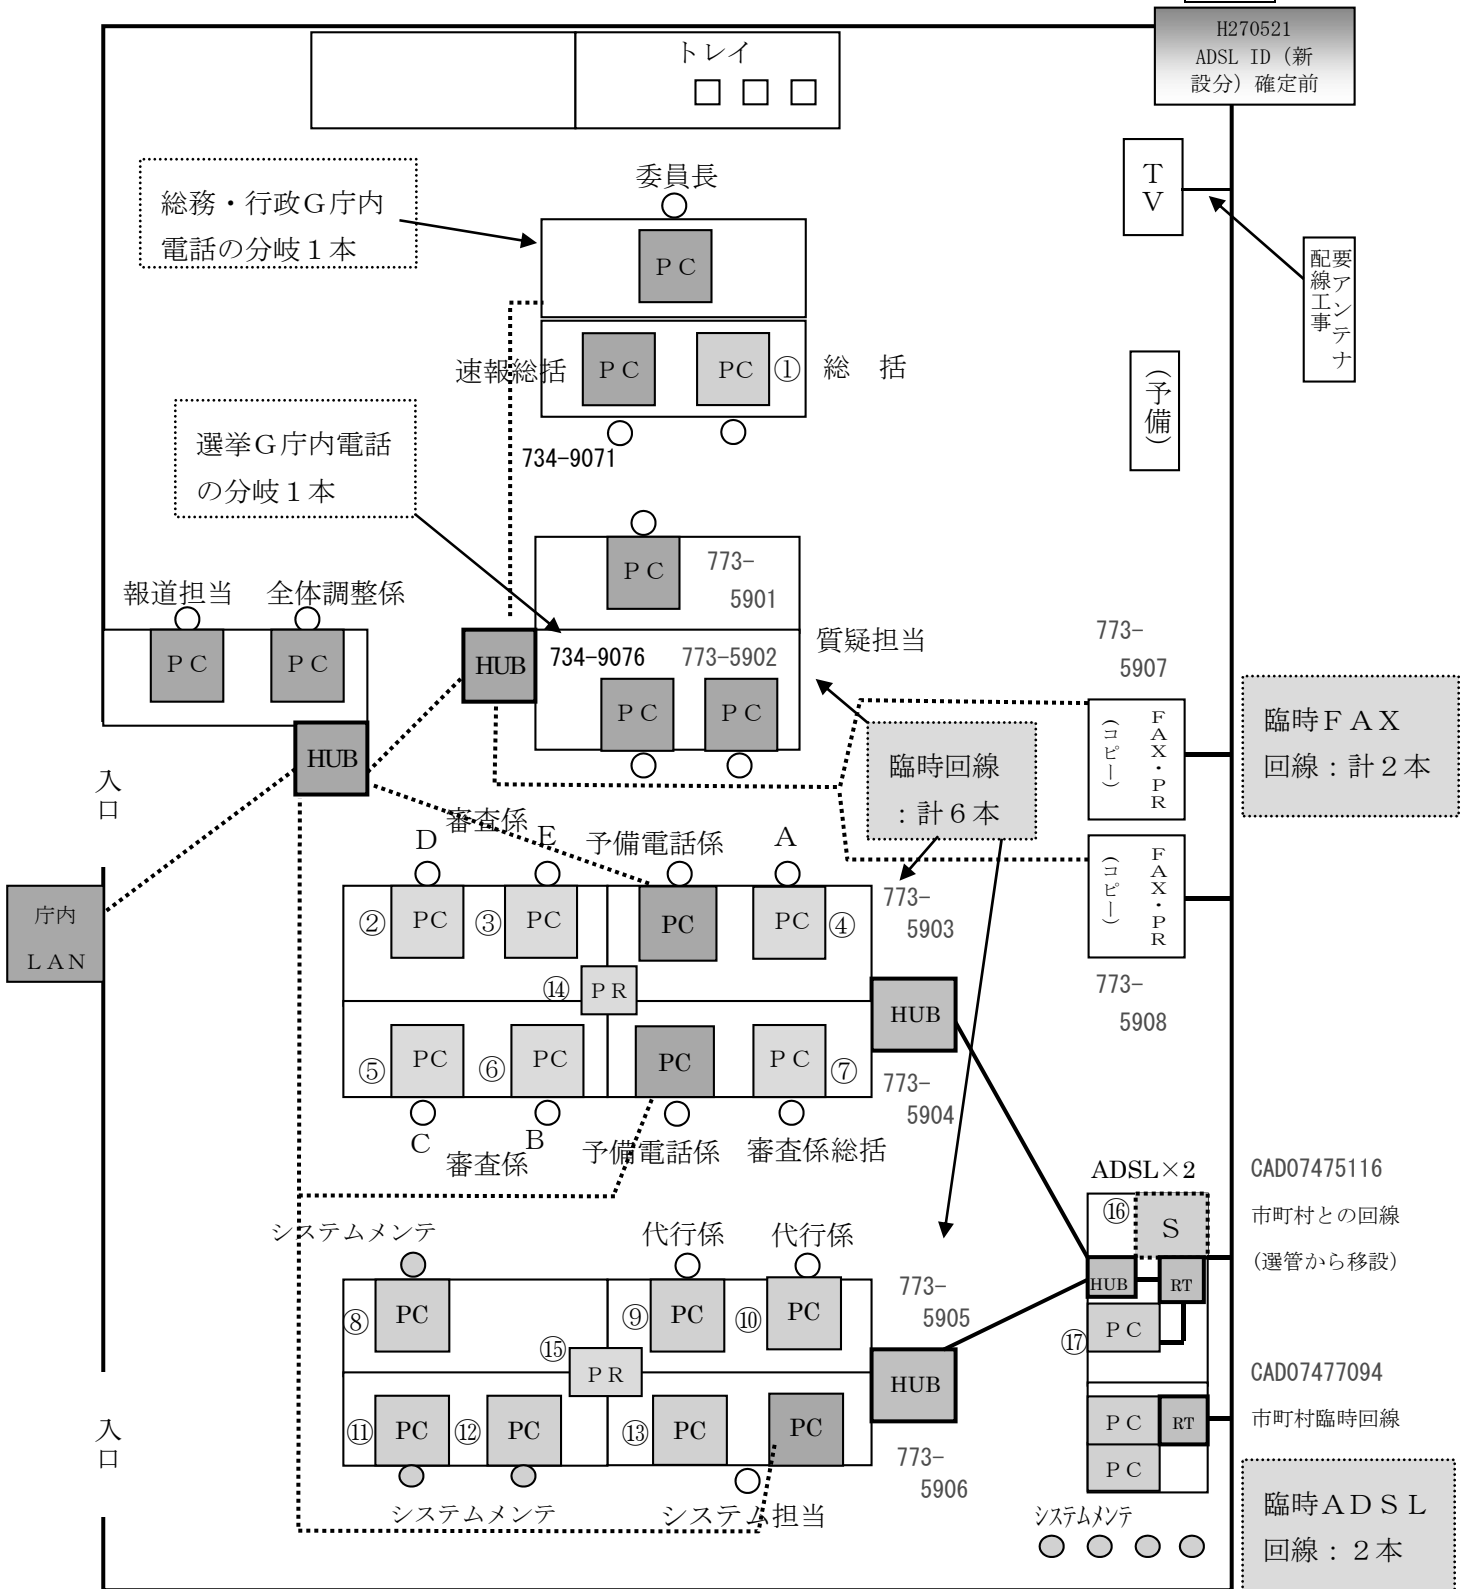 H270521
ADSL ID（新
設分）確定前
トレイ
ＴＶ
要アンテナ
配線工事
総務・行政Ｇ庁内
電話の分岐１本
委員長
ＰＣ
速報総括
ＰＣ
PC
①
総　括
734-9071
（予備）
選挙Ｇ庁内電話
の分岐１本
ＰＣ
773-
5901
報道担当
全体調整係
ＰＣ
ＰＣ
HUB
734-9076
773-5902
質疑担当
ＰＣ
ＰＣ
773-
5907
ＦＡＸ・ＰＲ
（コピー）
臨時ＦＡＸ
回線：計２本
HUB
臨時回線
：計６本
入口
審査係
D
E
予備電話係
A
ＦＡＸ・ＰＲ
（コピー）
773-
5908
庁内
ＬＡＮ
②
PC
③
PC
PC
PC
④
773-
5903
⑭
ＰＲ
HUB
⑤
PC
⑥
PC
PC
ＰＣ
⑦
773-
5904
C
B
審査係
予備電話係
審査係総括
ADSL×2
CAD07475116
市町村との回線
(選管から移設)
⑯
S
HUB
RT
⑰
ＰＣ
システムメンテ
代行係
代行係
⑧
PC
⑨
PC
⑩
PC
773-
5905
⑮
ＰＲ
HUB
CAD07477094
市町村臨時回線
ＰＣ
RT
ＰＣ
入口
⑪
PC
⑫
PC
⑬
PC
PC
773-
5906
システムメンテ
システム担当
システムメンテ
臨時ＡＤＳＬ
回線：２本